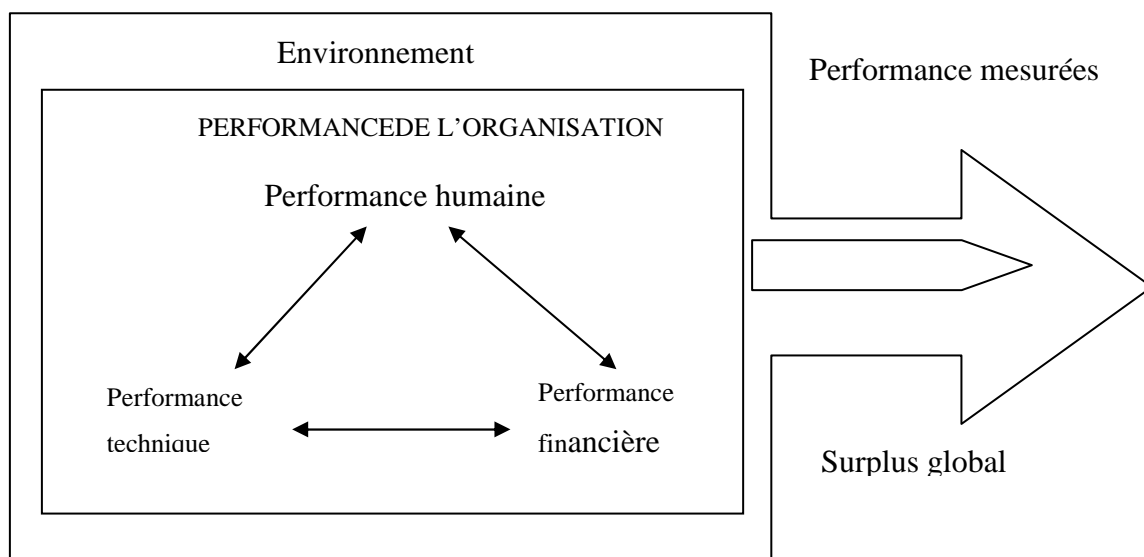 Environnement
Performance mesurées
PERFORMANCEDE L’ORGANISATION
Performance humaine
Performance
technique
Performance
financière
Surplus global